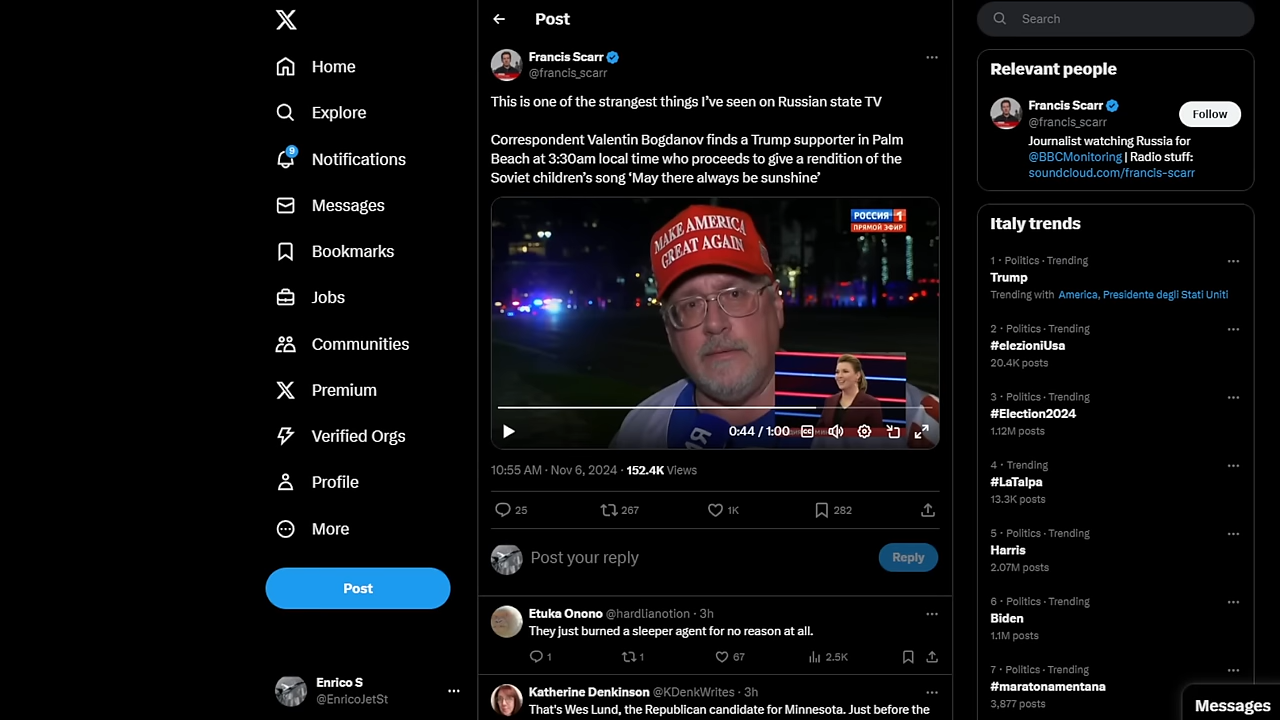 Home
Explore
9
Notifications
Messages
Bookmarks
Jobs
Communities
Premium
Verified Orgs
Profile
More
Post
Enrico S
@EnricoJetSt
Post
Francis Scarr
@francis_scarr
This is one of the strangest things I've seen on Russian state TV
Correspondent Valentin Bogdanov finds a Trump supporter in Palm
Beach at 3:30am local time who proceeds to give a rendition of the
Soviet children's song ‘May there always be sunshine’
РОССИЯ 1
ПРЯМОЙ ЭФИР
MAKE AMERICA
GREAT AGAIN
0:44 / 1:00
CC
10:55 AM · Nov 6, 2024 · 152.4K Views
25 267 1K 282
Post your reply
Reply
Etuka Onono @hardlianotion · 3h
They just burned a sleeper agent for no reason at all.
1 1 67 2.5K
Katherine Denkinson @KDenkWrites · 3h
That's Wes Lund, the Republican candidate for Minnesota. Just before the
Search
Relevant people
Francis Scarr
@francis_scarr
Follow
Journalist watching Russia for
@BBCMonitoring | Radio stuff:
soundcloud.com/francis-scarr
Italy trends
1 · Politics · Trending
Trump
Trending with America, Presidente degli Stati Uniti
2 · Politics · Trending
#elezioniUsa
20.4K posts
3 · Politics · Trending
#Election2024
1.12M posts
4 · Trending
#LaTalpa
13.3K posts
5 · Politics · Trending
Harris
2.07M posts
6 · Politics · Trending
Biden
1.1M posts
7 · Politics · Trending
#maratonamentana
3,877 posts
Messages